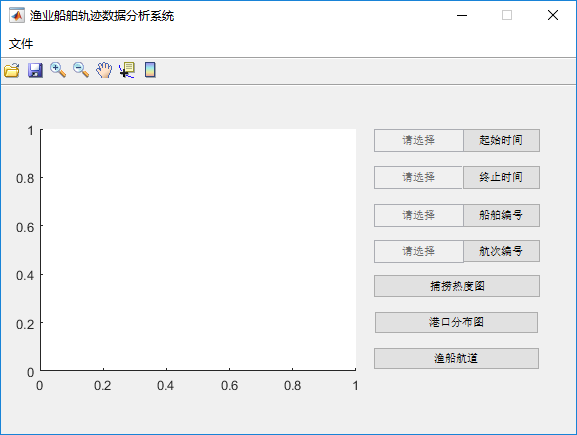 渔业船舶轨迹数据分析系统
文件
1
0.8
0.6
0.4
0.2
0
0 0.2 0.4 0.6 0.8 1
请选择 起始时间
请选择 终止时间
请选择 船舶编号
请选择 航次编号
捕捞热度图
港口分布图
渔船航道